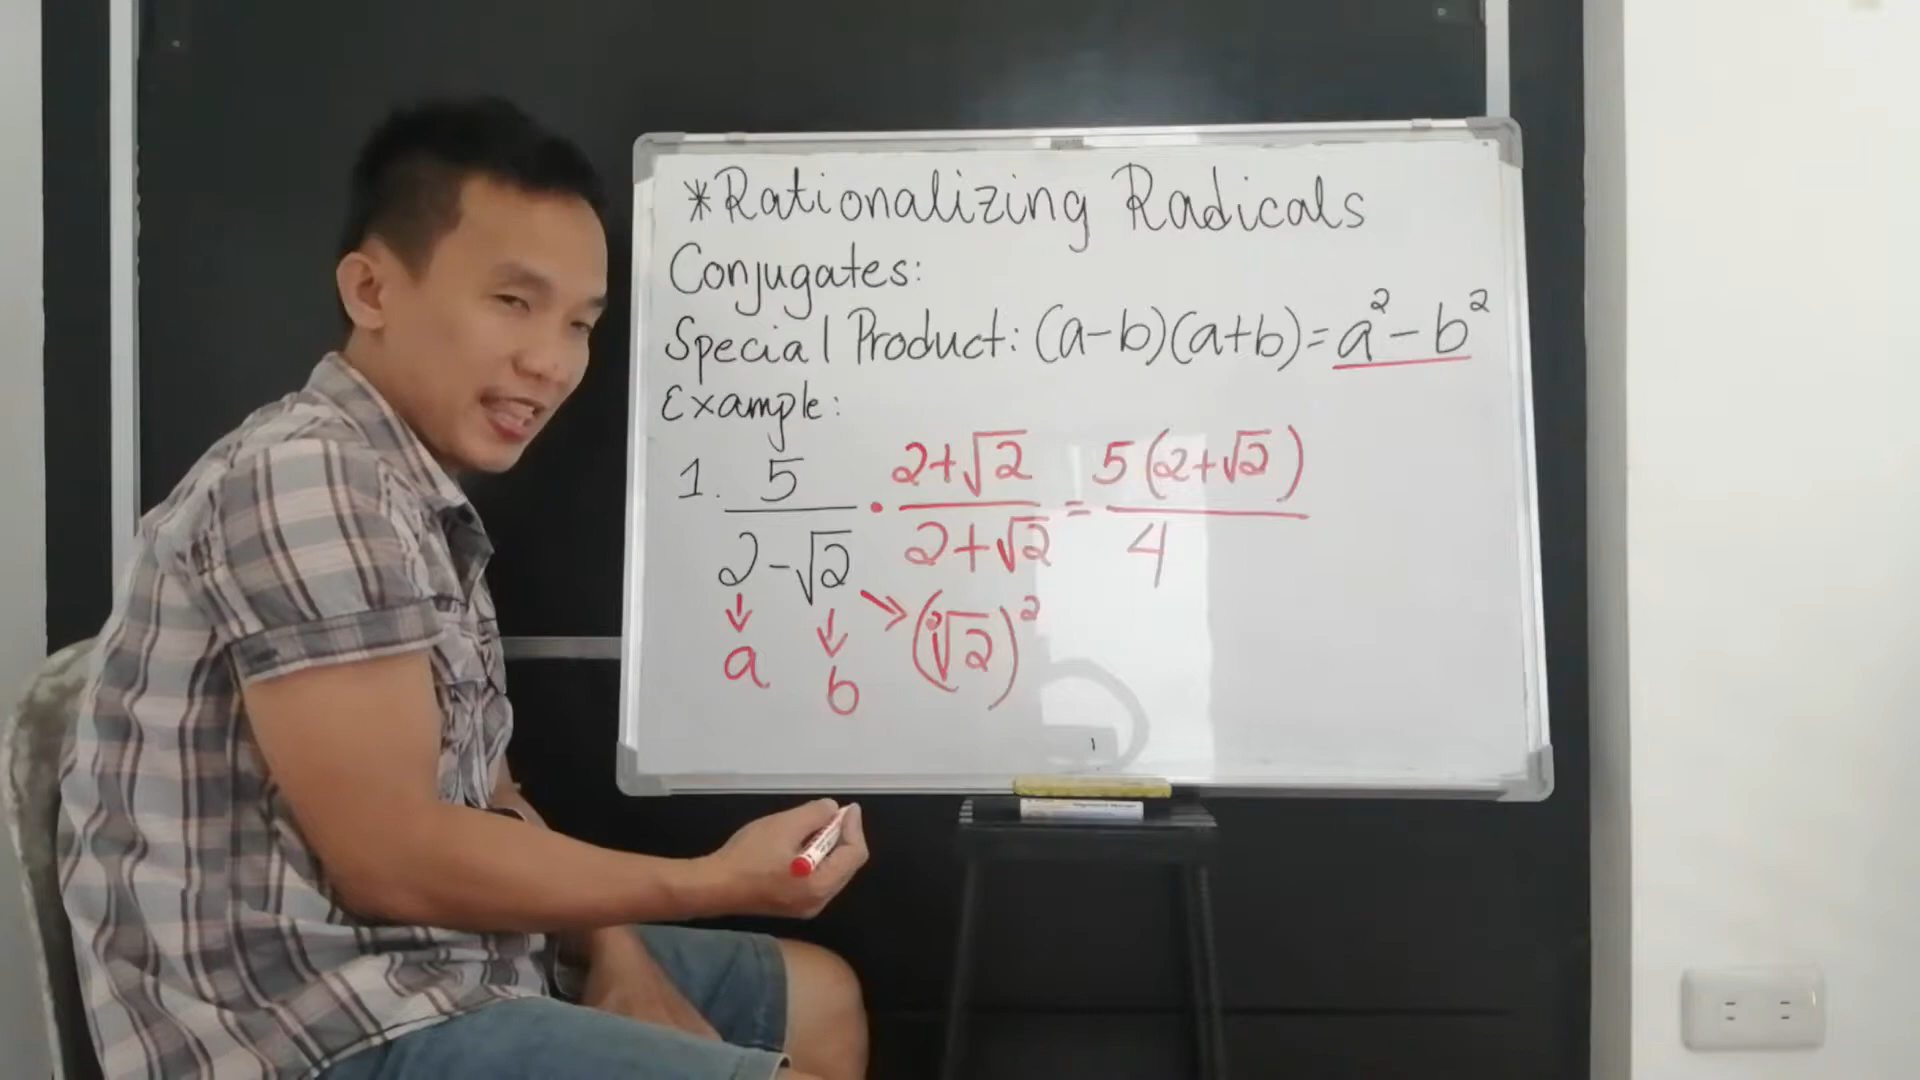 *Rationalizing Radicals
Conjugates:
Special Product: (a-b)(a+b)= a² - b²
Example:
1. 5/(2-√2) · (2+√2)/(2+√2) = 5(2+√2)/4
a b (²√2)²